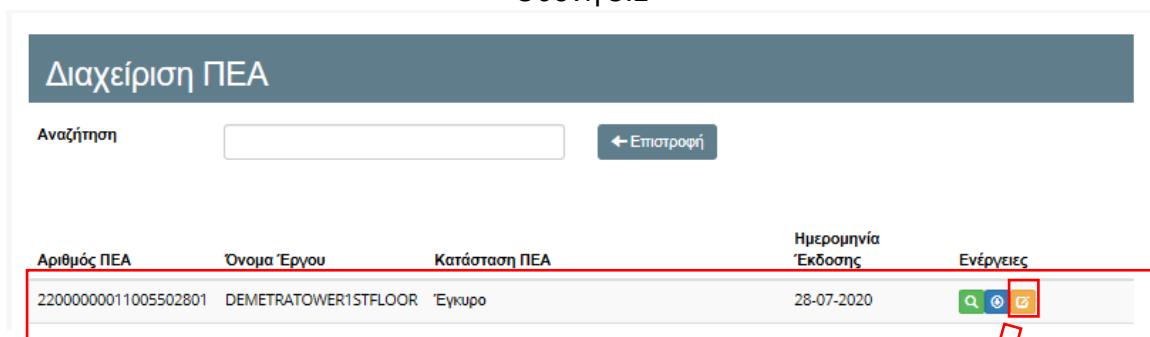 Διαχείριση ΠΕΑ
Αναζήτηση
Επιστροφή
Αριθμός ΠΕΑ Όνομα Έργου Κατάσταση ΠΕΑ Ημερομηνία Έκδοσης Ενέργειες
22000000011005502801 DEMETRATOWER1STFLOOR Έγκυρο 28-07-2020